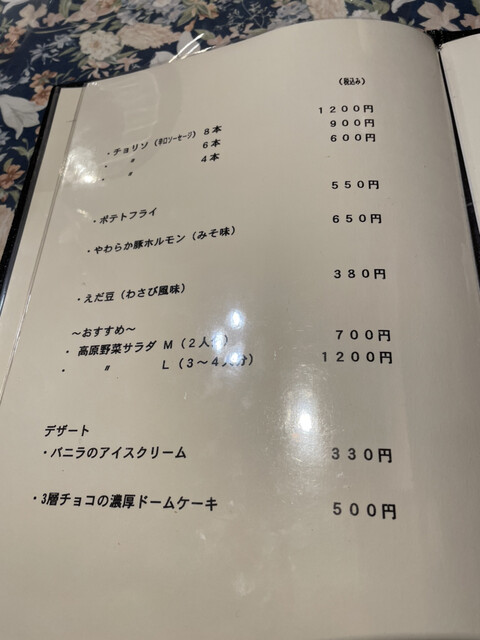 （税込み）
・チョリソ（辛口ソーセージ）８本　１２００円
・　〃　６本　９００円
・　〃　４本　６００円
・ポテトフライ　５５０円
・やわらか豚ホルモン（みそ味）　６５０円
・えだ豆（わさび風味）　３８０円
～おすすめ～
・高原野菜サラダ Ｍ（２人分）　７００円
・　〃　Ｌ（３～４人分）　１２００円
デザート
・バニラのアイスクリーム　３３０円
・3層チョコの濃厚ドームケーキ　５００円